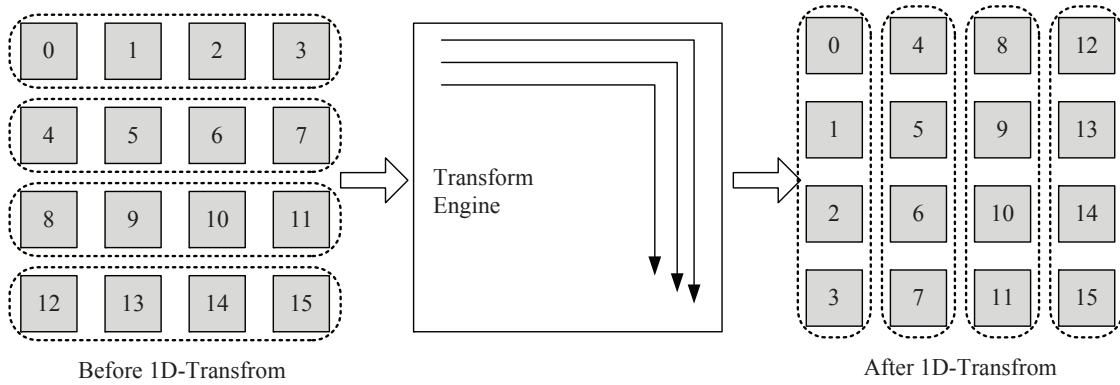 0 1 2 3
4 5 6 7
8 9 10 11
12 13 14 15
Before 1D-Transfrom
Transform
Engine
0 4 8 12
1 5 9 13
2 6 10 14
3 7 11 15
After 1D-Transfrom